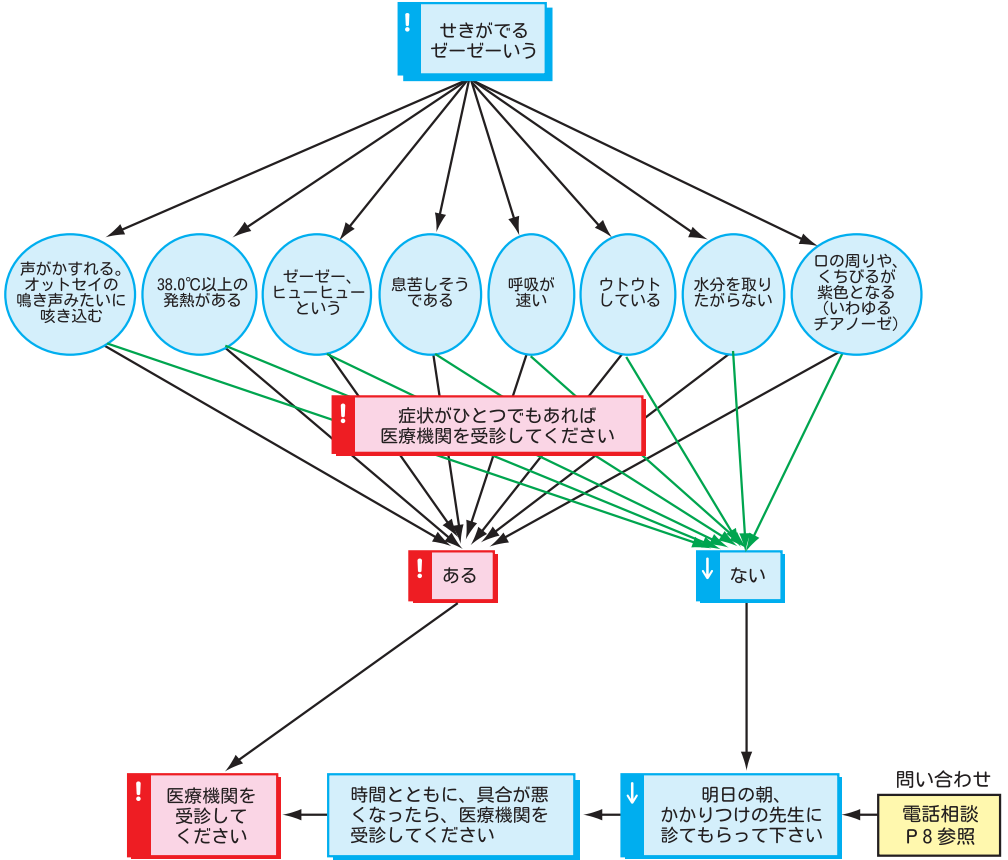 !
せきがでる
ゼーゼーいう
声がかすれる。
オットセイの
鳴き声みたいに
咳き込む
38.0℃以上の
発熱がある
ゼーゼー、
ヒューヒュー
という
息苦しそう
である
呼吸が
速い
ウトウト
している
水分を取り
たがらない
口の周りや、
くちびるが
紫色となる
（いわゆる
チアノーゼ）
!
症状がひとつでもあれば
医療機関を受診してください
!
ある
↓
ない
!
医療機関を
受診して
ください
時間とともに、具合が悪
くなったら、医療機関を
受診してください
↓
明日の朝、
かかりつけの先生に
診てもらって下さい
問い合わせ
電話相談
P 8 参照